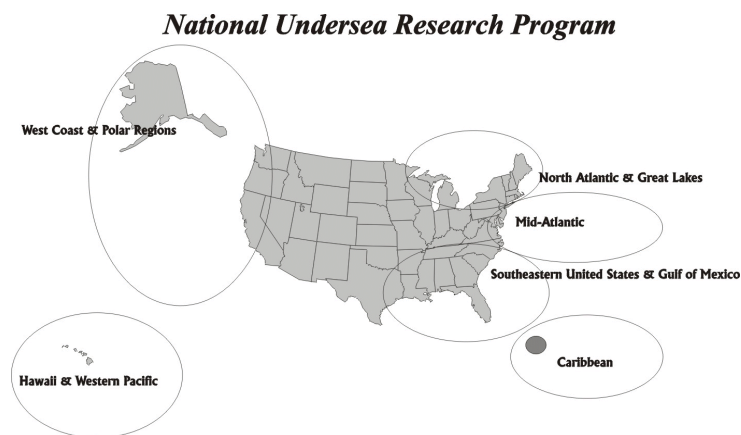 National Undersea Research Program
West Coast & Polar Regions
North Atlantic & Great Lakes
Mid-Atlantic
Southeastern United States & Gulf of Mexico
Caribbean
Hawaii & Western Pacific